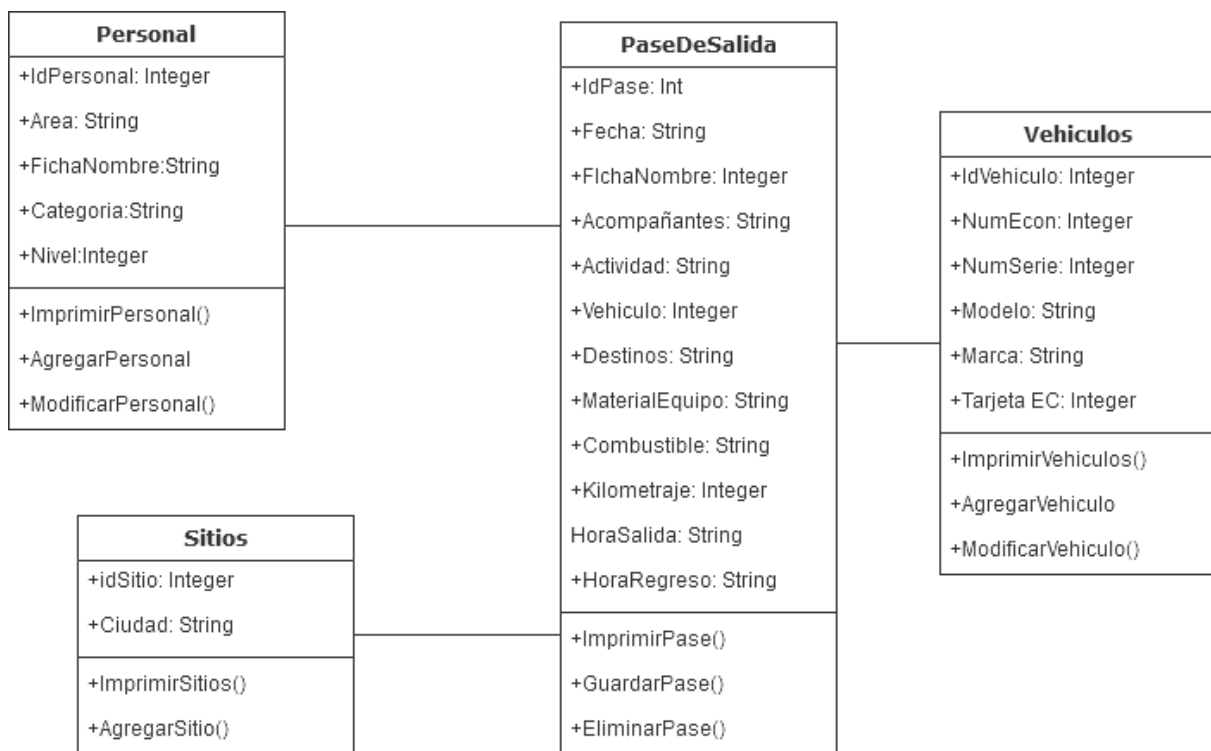 Personal
+IdPersonal: Integer
+Area: String
+FichaNombre:String
+Categoria:String
+Nivel:Integer
+ImprimirPersonal()
+AgregarPersonal
+ModificarPersonal()
PaseDeSalida
+IdPase: Int
+Fecha: String
+FIchaNombre: Integer
+Acompañantes: String
+Actividad: String
+Vehiculo: Integer
+Destinos: String
+MaterialEquipo: String
+Combustible: String
+Kilometraje: Integer
HoraSalida: String
+HoraRegreso: String
+ImprimirPase()
+GuardarPase()
+EliminarPase()
Vehiculos
+IdVehiculo: Integer
+NumEcon: Integer
+NumSerie: Integer
+Modelo: String
+Marca: String
+Tarjeta EC: Integer
+ImprimirVehiculos()
+AgregarVehiculo
+ModificarVehiculo()
Sitios
+idSitio: Integer
+Ciudad: String
+ImprimirSitios()
+AgregarSitio()